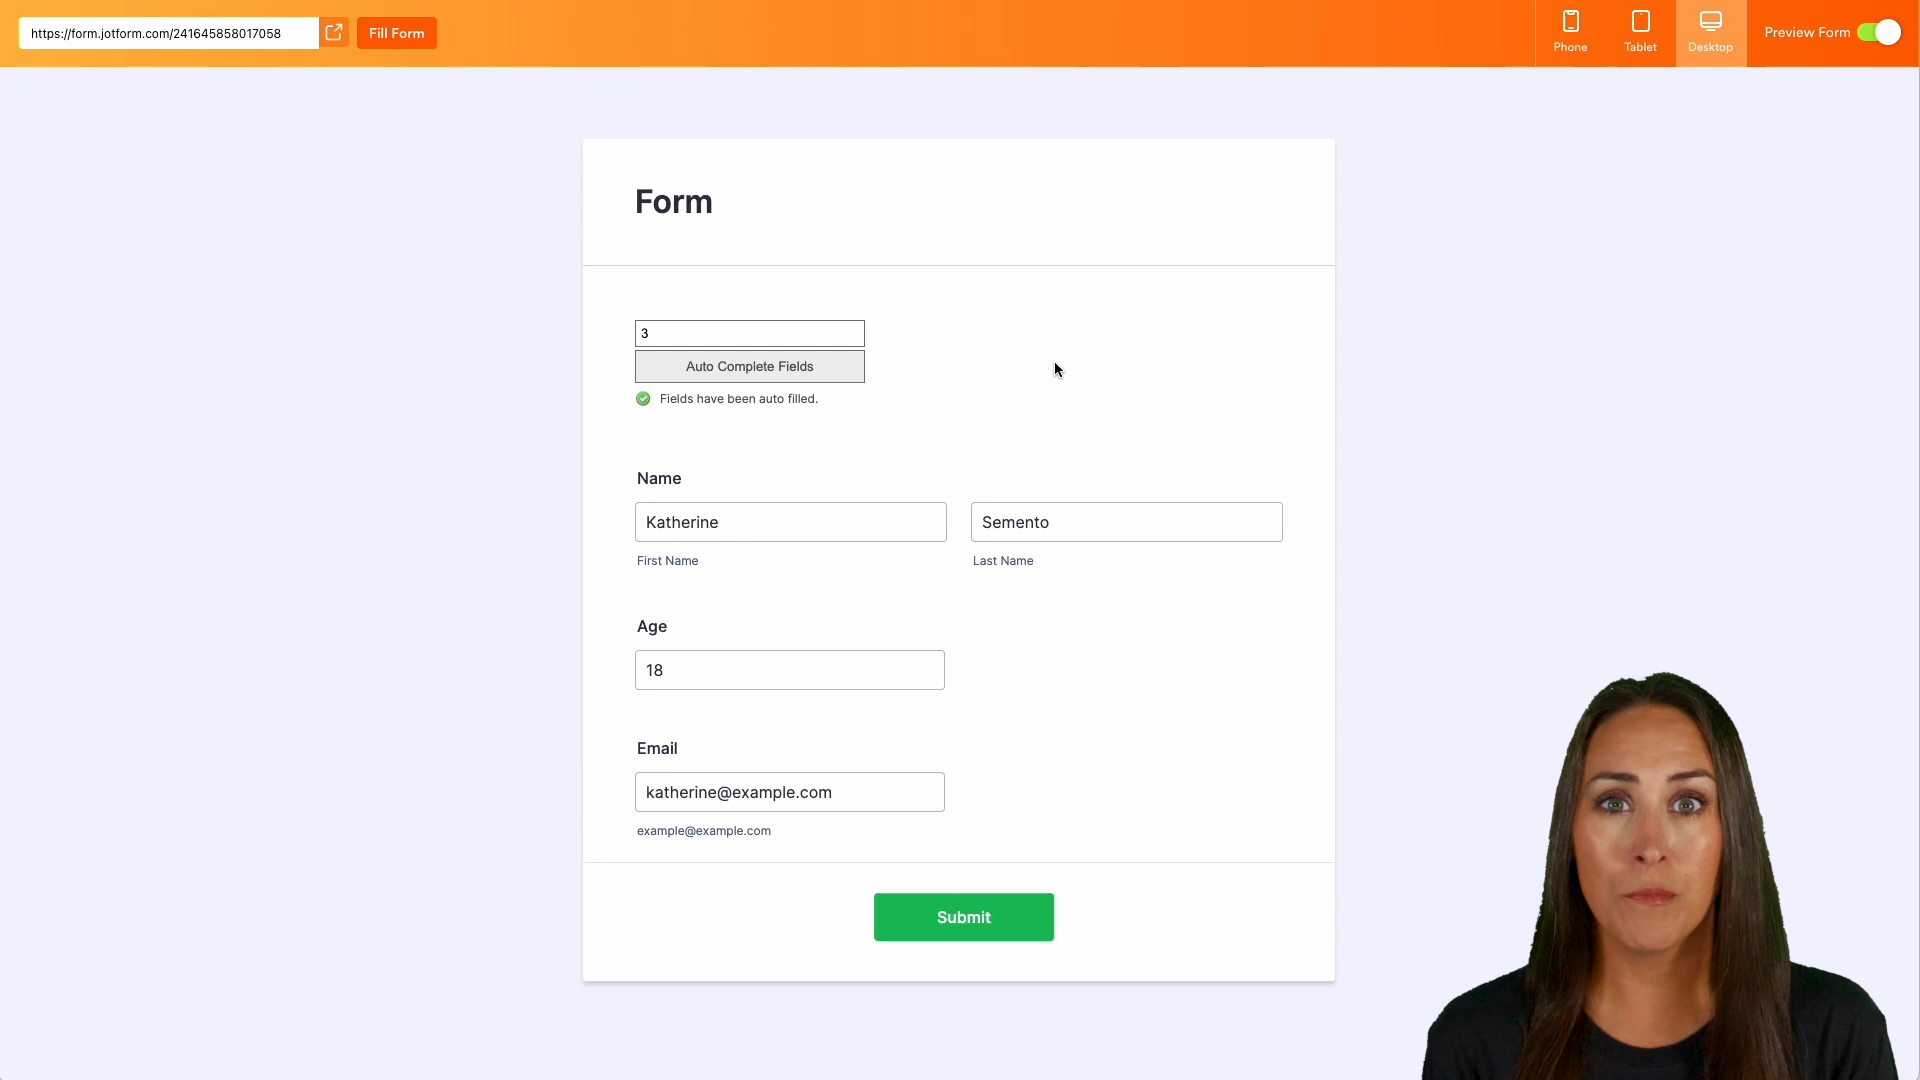 https://form.jotform.com/241645858017058
Fill Form
Phone
Tablet
Desktop
Preview Form
Form
3
Auto Complete Fields
Fields have been auto filled.
Name
Katherine
Semento
First Name
Last Name
Age
18
Email
katherine@example.com
example@example.com
Submit